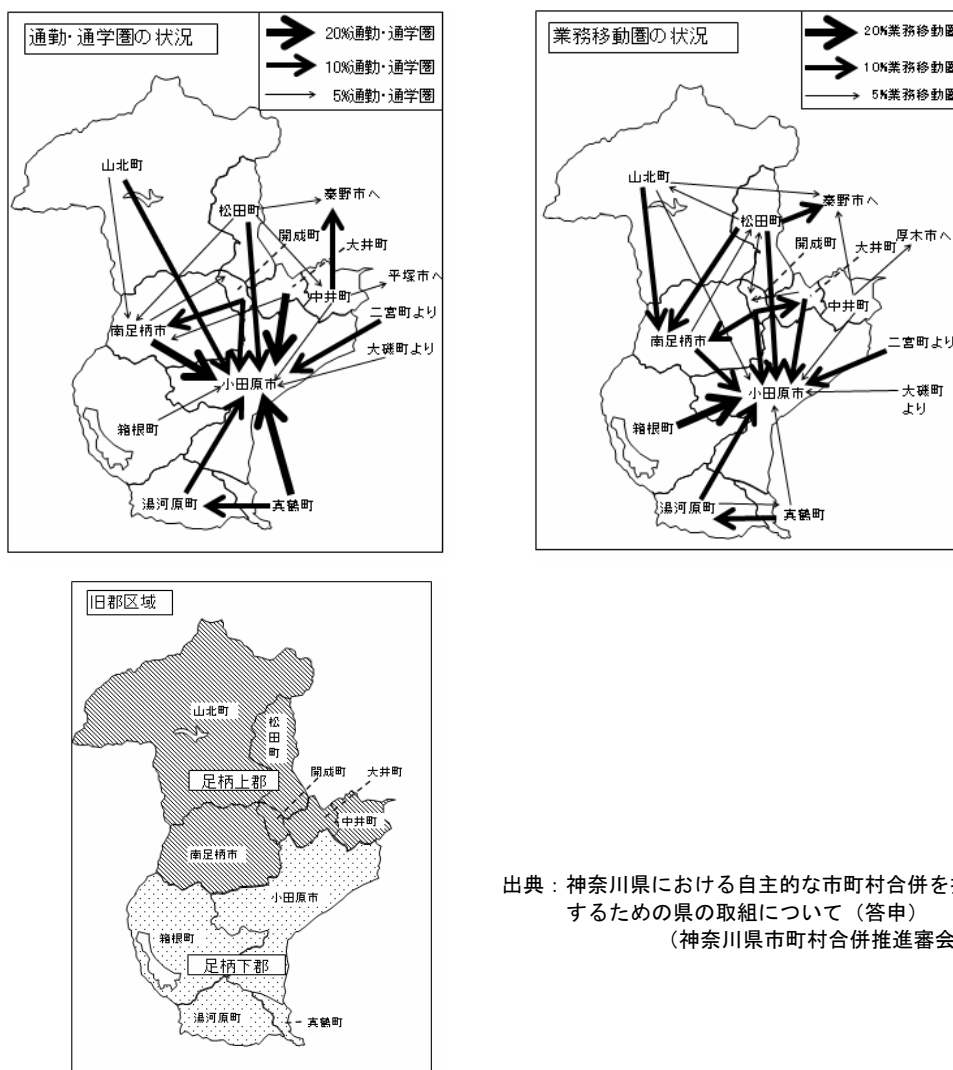 通勤・通学圏の状況
20%通勤・通学圏
10%通勤・通学圏
5%通勤・通学圏
山北町
松田町
秦野市へ
開成町
大井町
平塚市へ
中井町
二宮町より
南足柄市
大磯町より
小田原市
箱根町
湯河原町
真鶴町
業務移動圏の状況
20%業務移動圏
10%業務移動圏
5%業務移動圏
山北町
秦野市へ
松田町
開成町
大井町
厚木市へ
中井町
南足柄市
二宮町より
小田原市
大磯町
より
箱根町
湯河原町
真鶴町
旧郡区域
山北町
松田町
開成町
大井町
足柄上郡
中井町
南足柄市
小田原市
箱根町
足柄下郡
湯河原町
真鶴町
出典：神奈川県における自主的な市町村合併を
するための県の取組について（答申）
（神奈川県市町村合併推進審会